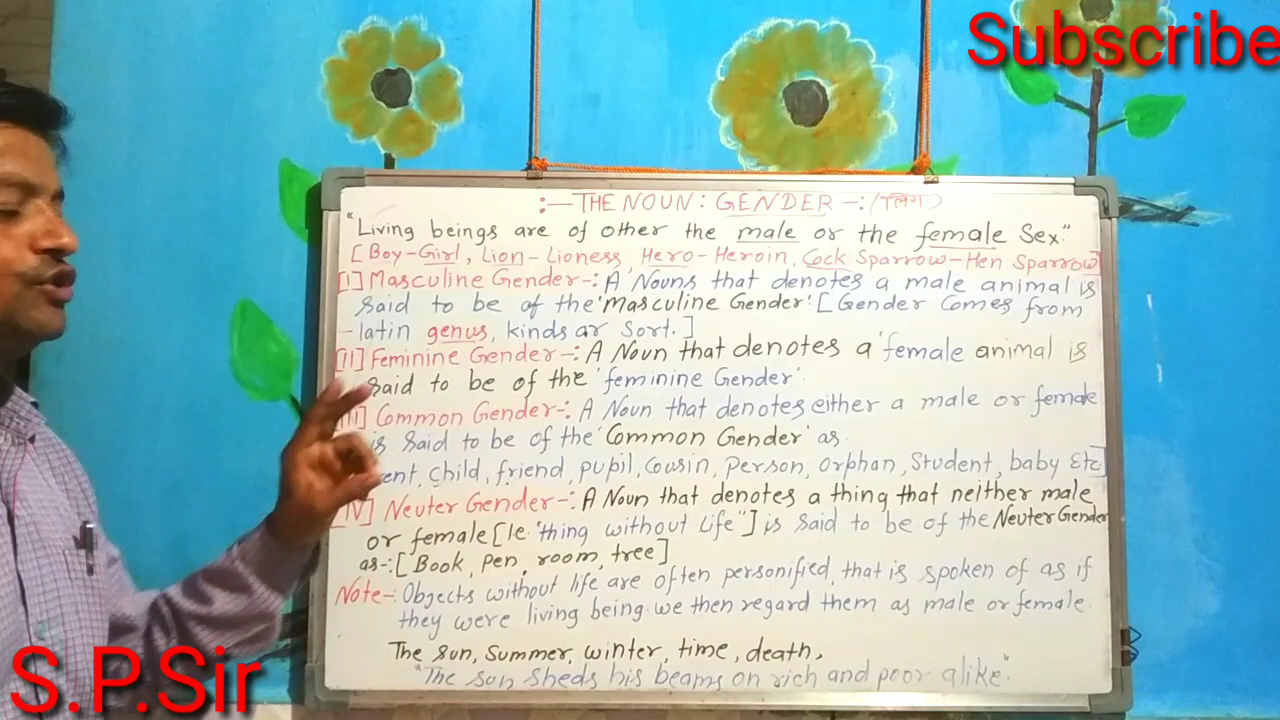 Subscribe
:— THE NOUN : GENDER —: (लिंग)
"Living beings are of other the male or the female Sex."
[Boy-Girl, Lion-Lioness, Hero-Heroin, Cock Sparrow-Hen Sparrow]
[I] Masculine Gender-: A Nouns that denotes a male animal is
said to be of the 'Masculine Gender'. [Gender Comes from
-latin genus, kinds or Sort.]
[II] Feminine Gender-: A Noun that denotes a 'female animal is
said to be of the 'feminine Gender'.
Common Gender-: A Noun that denotes either a male or female
is said to be of the 'Common Gender' as
Child, friend, pupil, Cousin, Person, Orphan, Student, baby Etc]
[IV] Neuter Gender-: A Noun that denotes a thing that neither male
or female [Ie. 'thing without Life"] is said to be of the Neuter Gender
as-: [Book, pen, room, tree]
Note-: Objects without life are often personified, that is spoken of as if
they were living being. we then regard them as male or female.
The sun, summer, winter, time, death,
"The sun sheds his beams on rich and poor alike."
S.P.Sir